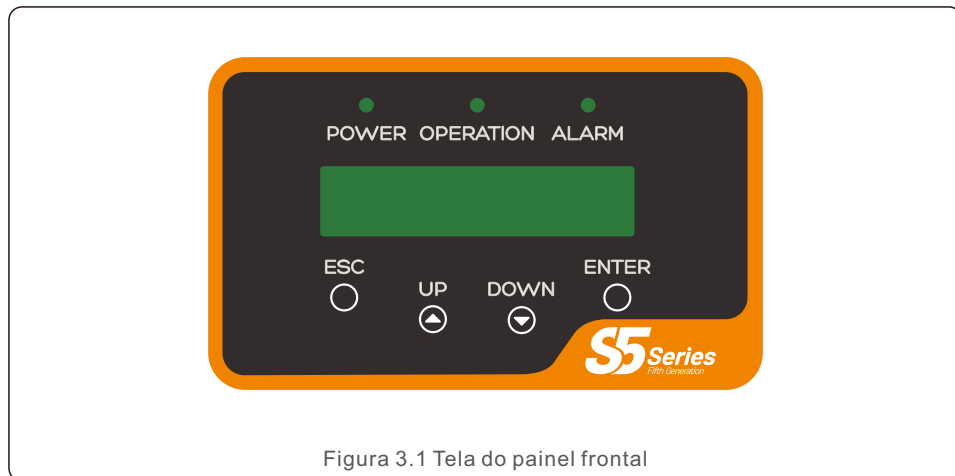 POWER OPERATION ALARM
ESC ENTER
UP DOWN
S5 Series
Fifth Generation
Figura 3.1 Tela do painel frontal